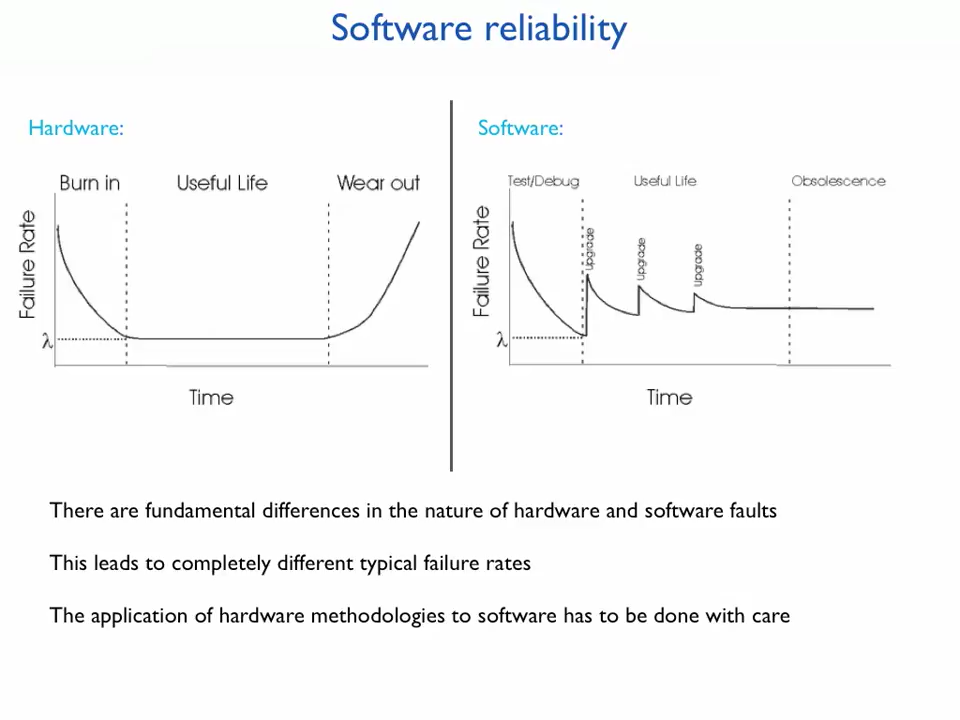 Software reliability
Hardware:
Burn in Useful Life Wear out
Failure Rate
λ
Time
Software:
Test/Debug Useful Life Obsolescence
Failure Rate
Upgrade
Upgrade
Upgrade
λ
Time
There are fundamental differences in the nature of hardware and software faults
This leads to completely different typical failure rates
The application of hardware methodologies to software has to be done with care